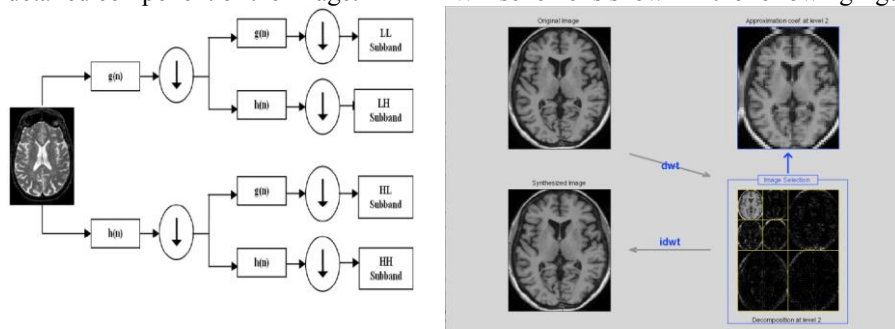 g(n)
LL
Subband
g(n)
h(n)
LH
Subband
h(n)
g(n)
HL
Subband
h(n)
HH
Subband
Original Image
Approximation coef. at level 2
dwt
Image Selection
Synthesized Image
idwt
Decomposition at level 2